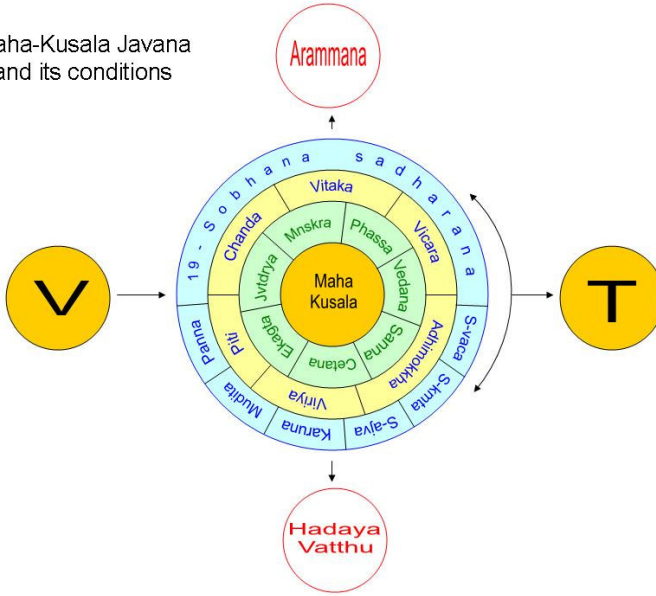 aha-Kusala Javana
and its conditions
Arammana
19 - Sobhana sadharana
Vitaka
Chanda
Vicara
Mnskra
Phassa
Jvtdrya
Vedana
Maha
Kusala
V
T
Ekagta
Sanna
Cetana
Piti
Adhimokkha
Viriya
Panna
S-vaca
Mudita
S-kmta
Karuna
S-ajva
Hadaya
Vatthu